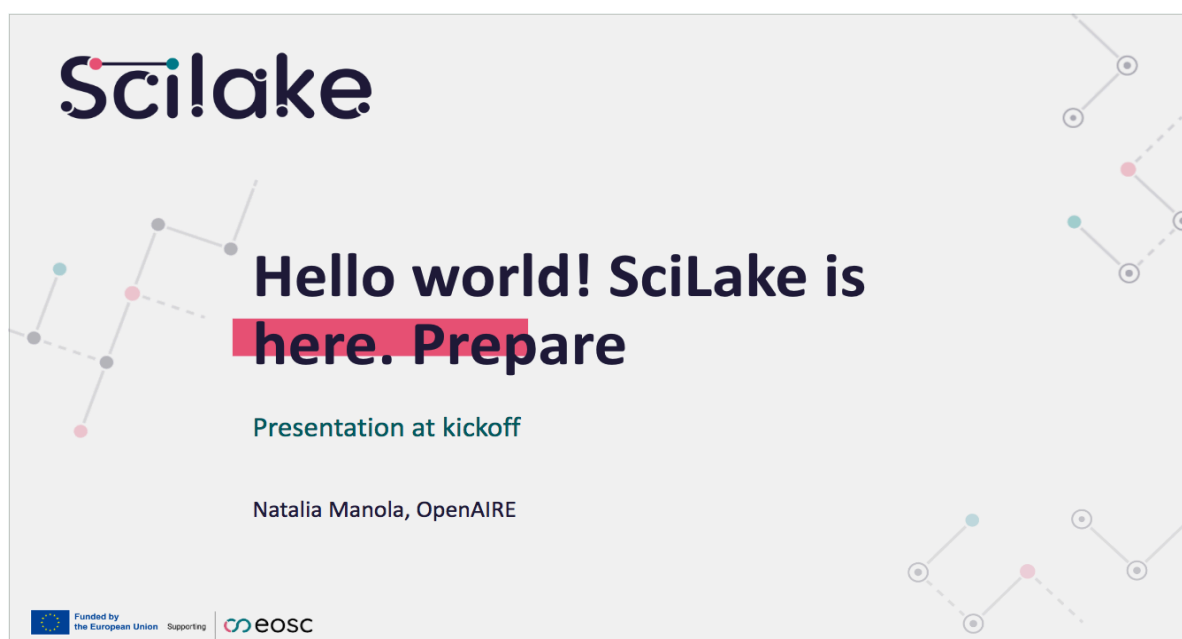 Scilake
Hello world! SciLake is
here. Prepare
Presentation at kickoff
Natalia Manola, OpenAIRE
Funded by
the European Union Supporting eosc